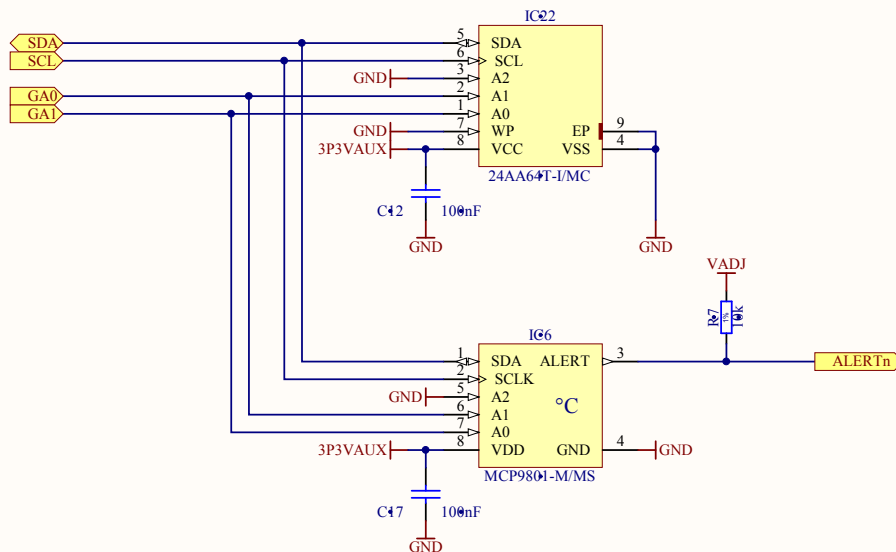 IC22
SDA 5 SDA
SCL 6 SCL
GND 3 A2
GA0 2 A1
GA1 1 A0
GND 7 WP EP 9
3P3VAUX 8 VCC VSS 4
24AA64T-I/MC
C12 100nF
GND GND
VADJ
R7 1% 10k
IC6
1 SDA ALERT 3 ALERTn
2 SCLK
GND 5 A2
6 A1 °C
7 A0
3P3VAUX 8 VDD GND 4 GND
MCP9801-M/MS
C17 100nF
GND